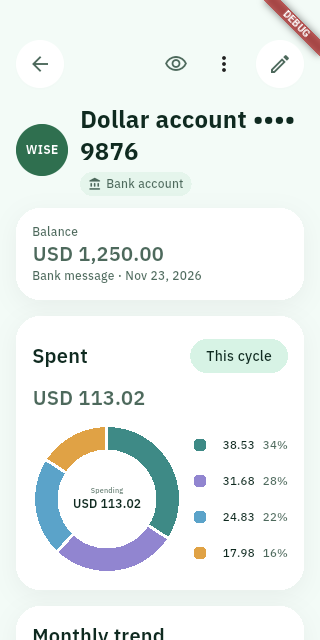 DEBUG
WISE
Dollar account ••••
9876
Bank account
Balance
USD 1,250.00
Bank message · Nov 23, 2026
Spent
This cycle
USD 113.02
Spending
USD 113.02
38.53 34%
31.68 28%
24.83 22%
17.98 16%
Monthly trend